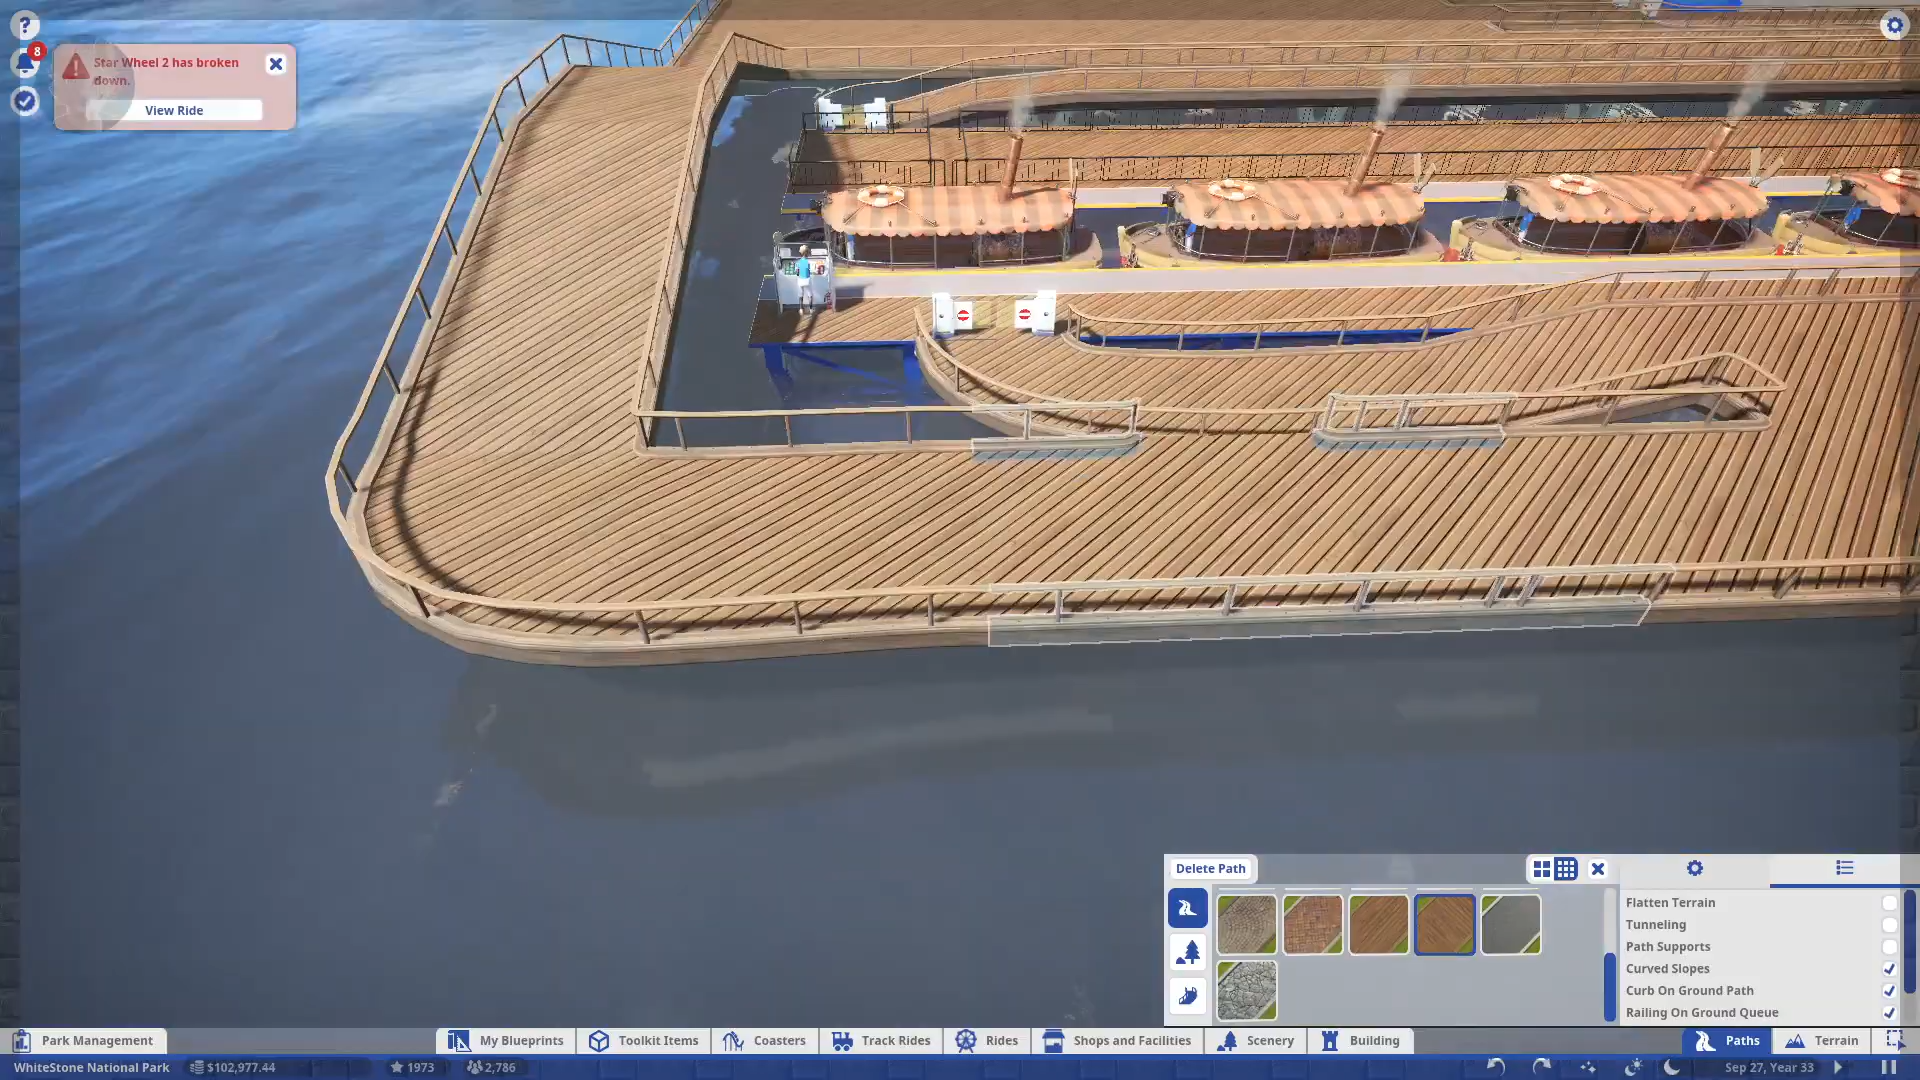 ?
8
Star Wheel 2 has broken
down.
View Ride
Delete Path
Flatten Terrain
Tunneling
Path Supports
Curved Slopes
Curb On Ground Path
Railing On Ground Queue
Park Management
My Blueprints
Toolkit Items
Coasters
Track Rides
Rides
Shops and Facilities
Scenery
Building
Paths
Terrain
WhiteStone National Park
$102,977.44
1973
2,786
Sep 27, Year 33